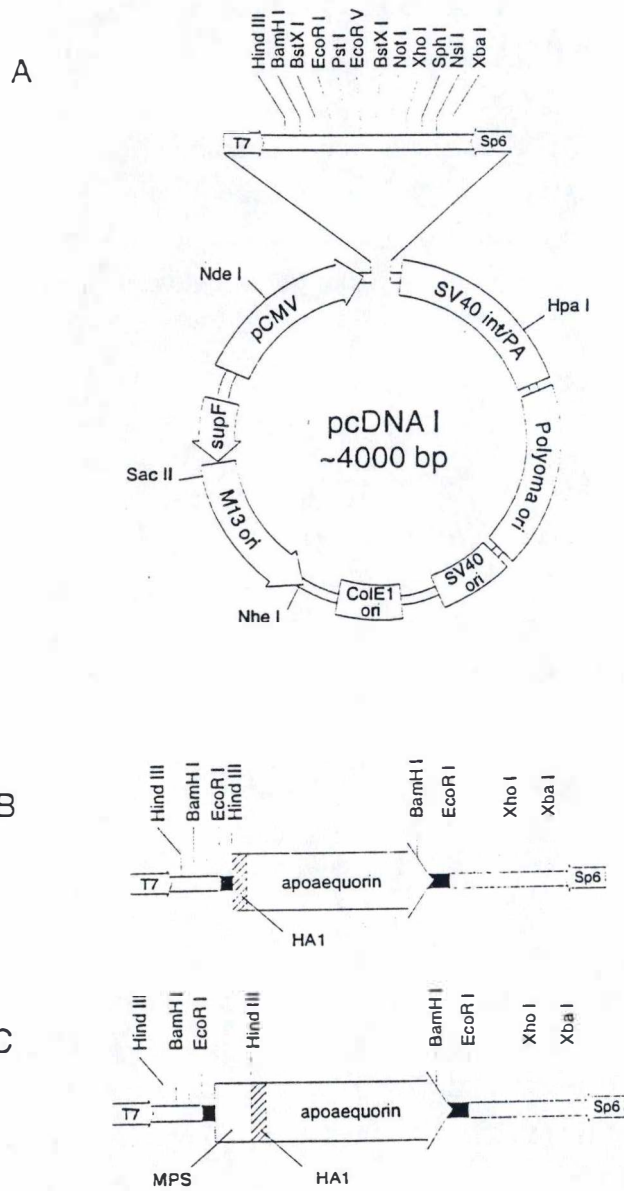 A
Hind III
BamH I
BstX I
EcoR I
Pst I
EcoR V
BstX I
Not I
Xho I
Sph I
Nsi I
Xba I
T7
Sp6
Nde I
pCMV
SV40 int/PA
Hpa I
supF
pcDNA I
~4000 bp
Polyoma ori
Sac II
M13 ori
SV40
ori
ColE1
ori
Nhe I
B
Hind III
BamH I
EcoR I
Hind III
BamH I
EcoR I
Xho I
Xba I
T7
apoaequorin
Sp6
HA1
C
Hind III
BamH I
EcoR I
Hind III
BamH I
EcoR I
Xho I
Xba I
T7
apoaequorin
Sp6
MPS
HA1